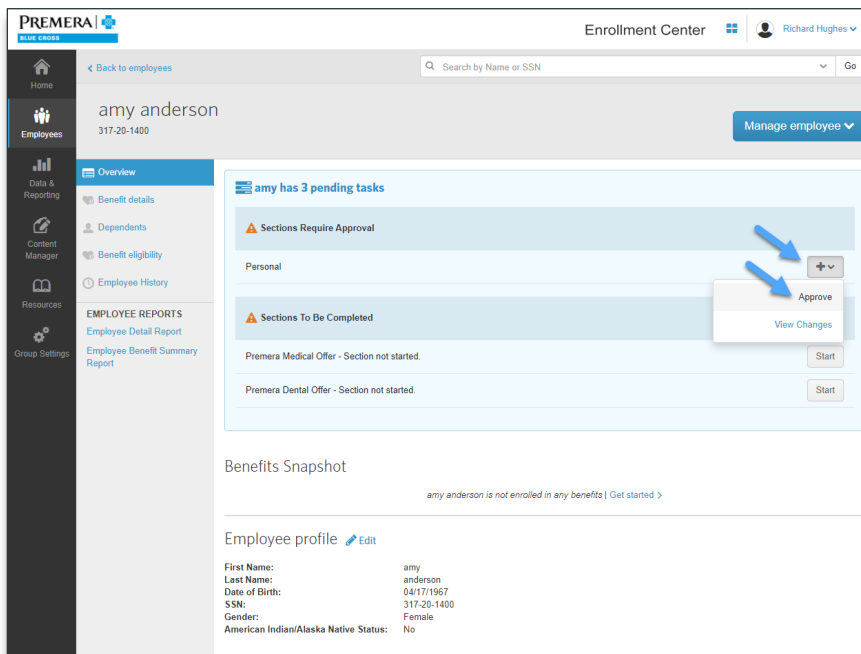 PREMERA
BLUE CROSS
Enrollment Center
Richard Hughes
Home
Employees
Data &
Reporting
Content
Manager
Resources
Group Settings
Back to employees
Search by Name or SSN
Go
amy anderson
317-20-1400
Manage employee
Overview
Benefit details
Dependents
Benefit eligibility
Employee History
EMPLOYEE REPORTS
Employee Detail Report
Employee Benefit Summary
Report
amy has 3 pending tasks
Sections Require Approval
Personal
Approve
View Changes
Sections To Be Completed
Premera Medical Offer - Section not started.
Start
Premera Dental Offer - Section not started.
Start
Benefits Snapshot
amy anderson is not enrolled in any benefits | Get started >
Employee profile Edit
First Name: amy
Last Name: anderson
Date of Birth: 04/17/1967
SSN: 317-20-1400
Gender: Female
American Indian/Alaska Native Status: No